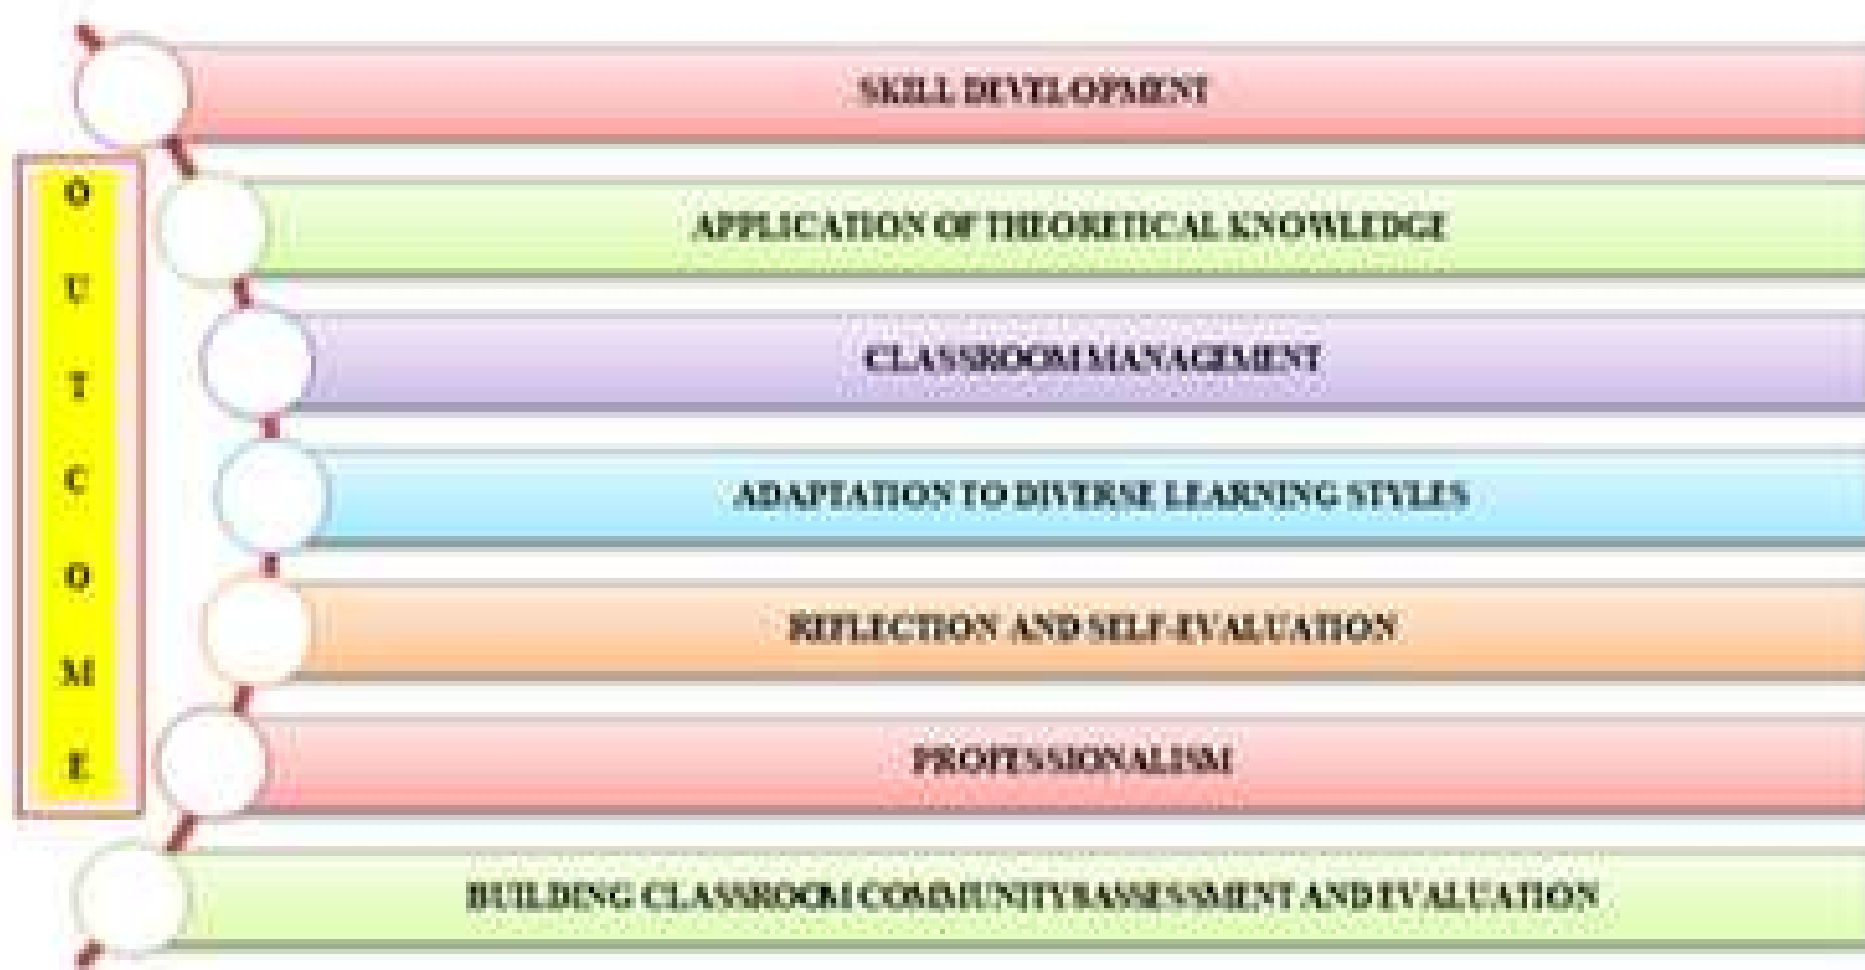 SKILL DEVELOPMENT
OUTCOME
APPLICATION OF THEORETICAL KNOWLEDGE
CLASSROOM MANAGEMENT
ADAPTATION TO DIVERSE LEARNING STYLES
REFLECTION AND SELF-EVALUATION
PROFESSIONALISM
BUILDING CLASSROOM COMMUNITY&ASSESSMENT AND EVALUATION